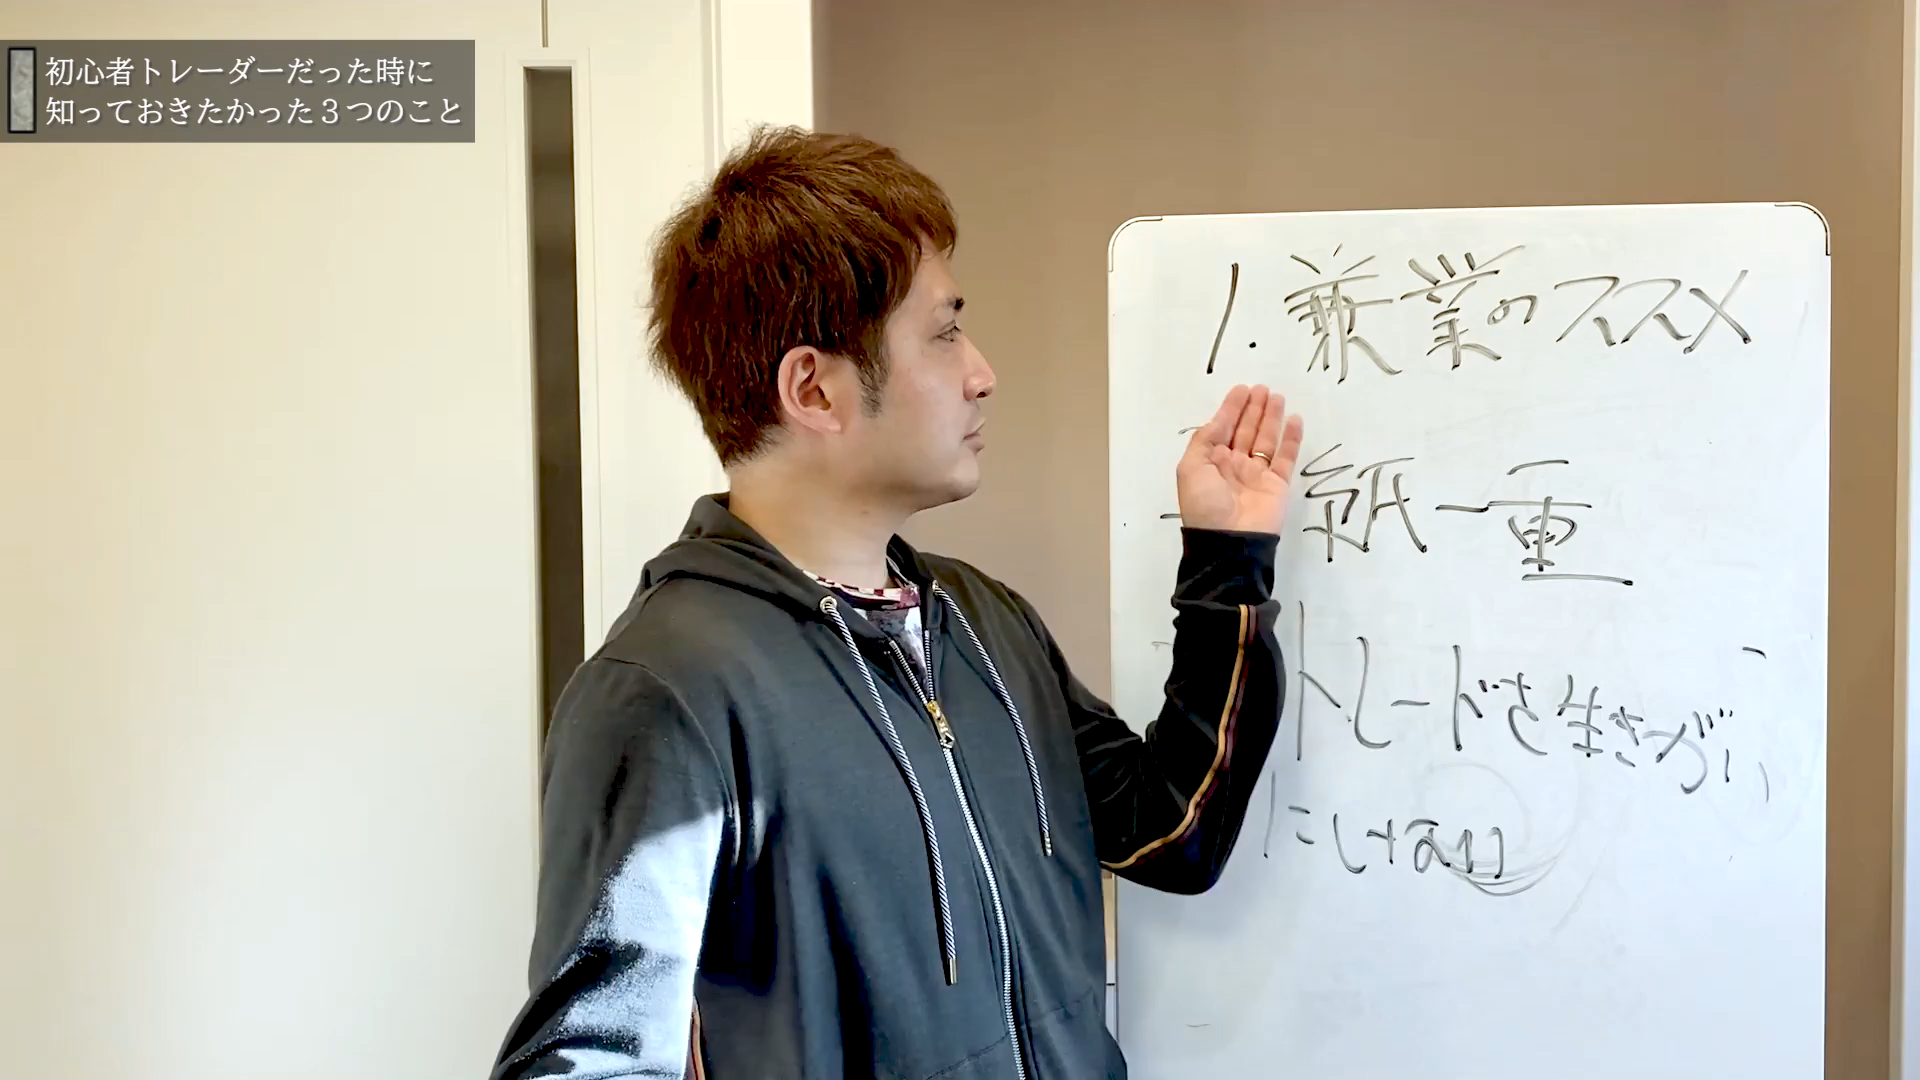 初心者トレーダーだった時に
知っておきたかった３つのこと
1. 兼業のススメ
紙一重
トレードを生きがい
にしない